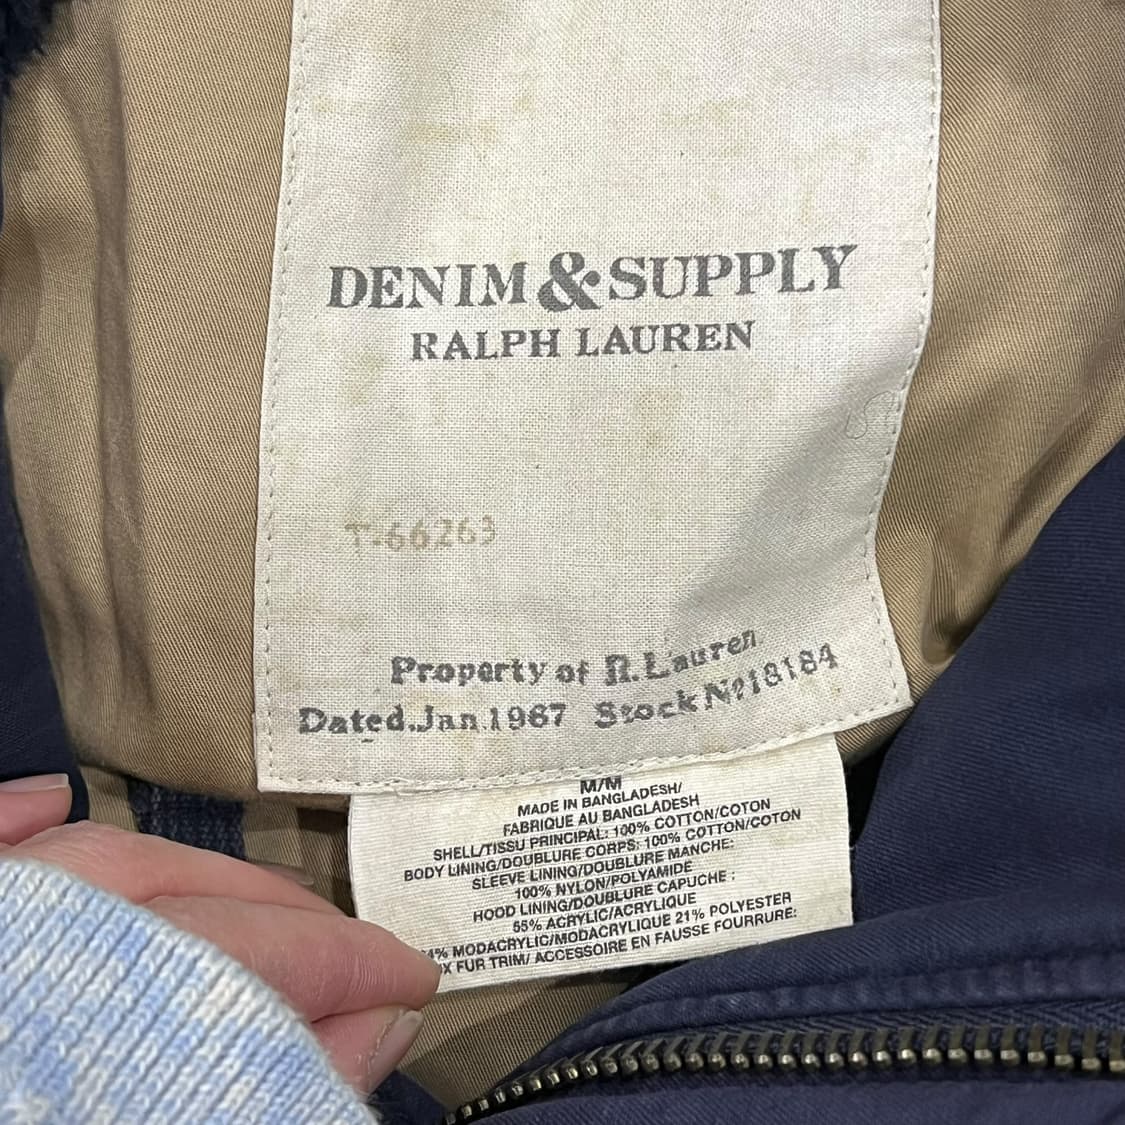 DENIM & SUPPLY
RALPH LAUREN
T-66263
Property of R.Lauren
Dated.Jan.1967 Stock No18184
M/M
MADE IN BANGLADESH/
FABRIQUE AU BANGLADESH
SHELL/TISSU PRINCIPAL: 100% COTTON/COTON
BODY LINING/DOUBLURE CORPS: 100% COTTON/COTON
SLEEVE LINING/DOUBLURE MANCHE:
100% NYLON/POLYAMIDE
HOOD LINING/DOUBLURE CAPUCHE :
55% ACRYLIC/ACRYLIQUE
MODACRYLIC/MODACRYLIQUE 21% POLYESTER
FUR TRIM/ ACCESSOIRE EN FAUSSE FOURRURE: